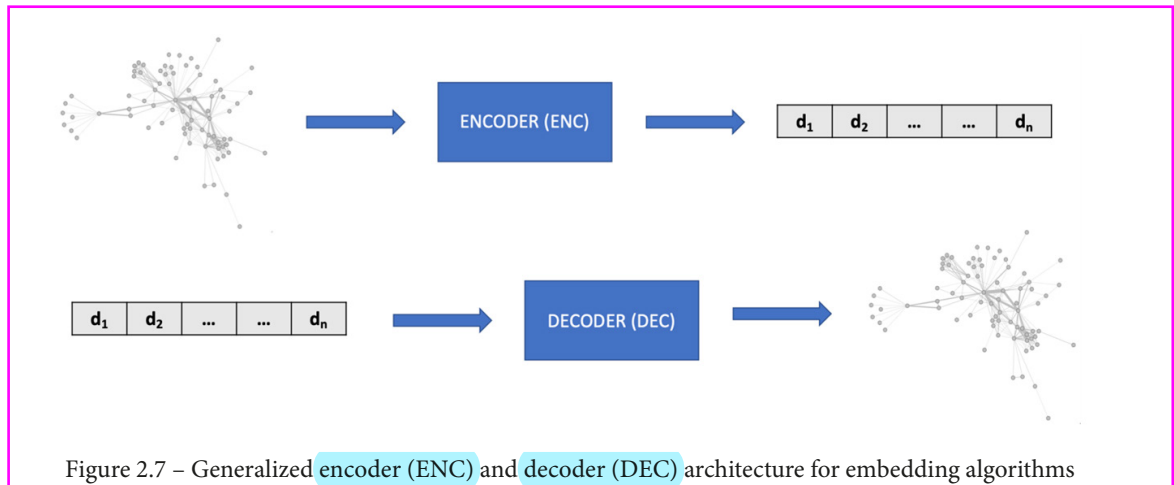 ENCODER (ENC)
d1 d2 ... ... dn
d1 d2 ... ... dn
DECODER (DEC)
Figure 2.7 – Generalized encoder (ENC) and decoder (DEC) architecture for embedding algorithms